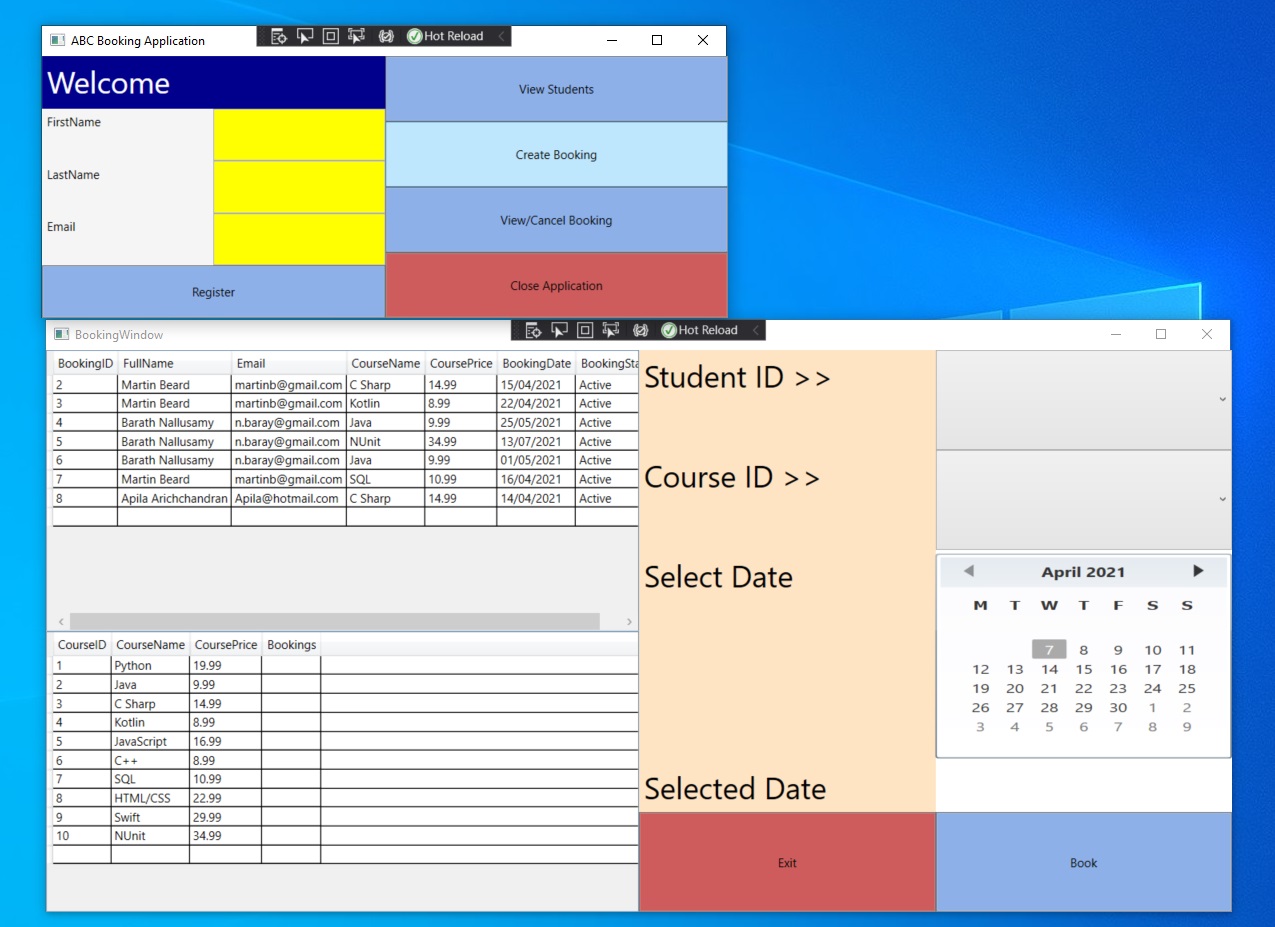 ABC Booking Application
Hot Reload
Welcome
FirstName
LastName
Email
Register
View Students
Create Booking
View/Cancel Booking
Close Application
BookingWindow
Hot Reload
BookingID FullName Email CourseName CoursePrice BookingDate BookingSta
2 Martin Beard martinb@gmail.com C Sharp 14.99 15/04/2021 Active
3 Martin Beard martinb@gmail.com Kotlin 8.99 22/04/2021 Active
4 Barath Nallusamy n.baray@gmail.com Java 9.99 25/05/2021 Active
5 Barath Nallusamy n.baray@gmail.com NUnit 34.99 13/07/2021 Active
6 Barath Nallusamy n.baray@gmail.com Java 9.99 01/05/2021 Active
7 Martin Beard martinb@gmail.com SQL 10.99 16/04/2021 Active
8 Apila Arichchandran Apila@hotmail.com C Sharp 14.99 14/04/2021 Active
CourseID CourseName CoursePrice Bookings
1 Python 19.99
2 Java 9.99
3 C Sharp 14.99
4 Kotlin 8.99
5 JavaScript 16.99
6 C++ 8.99
7 SQL 10.99
8 HTML/CSS 22.99
9 Swift 29.99
10 NUnit 34.99
Student ID >>
Course ID >>
Select Date
April 2021
M T W T F S S
7 8 9 10 11
12 13 14 15 16 17 18
19 20 21 22 23 24 25
26 27 28 29 30 1 2
3 4 5 6 7 8 9
Selected Date
Exit
Book